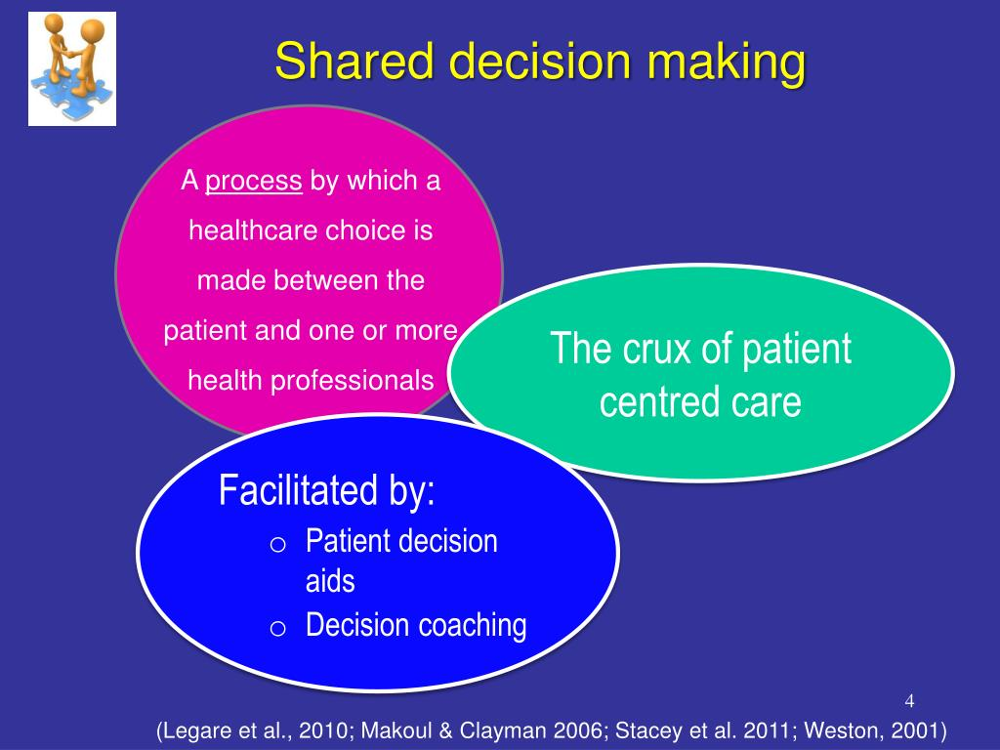 Shared decision making
A process by which a
healthcare choice is
made between the
patient and one or more
health professionals
The crux of patient
centred care
Facilitated by:
o Patient decision
aids
o Decision coaching
4
(Legare et al., 2010; Makoul & Clayman 2006; Stacey et al. 2011; Weston, 2001)